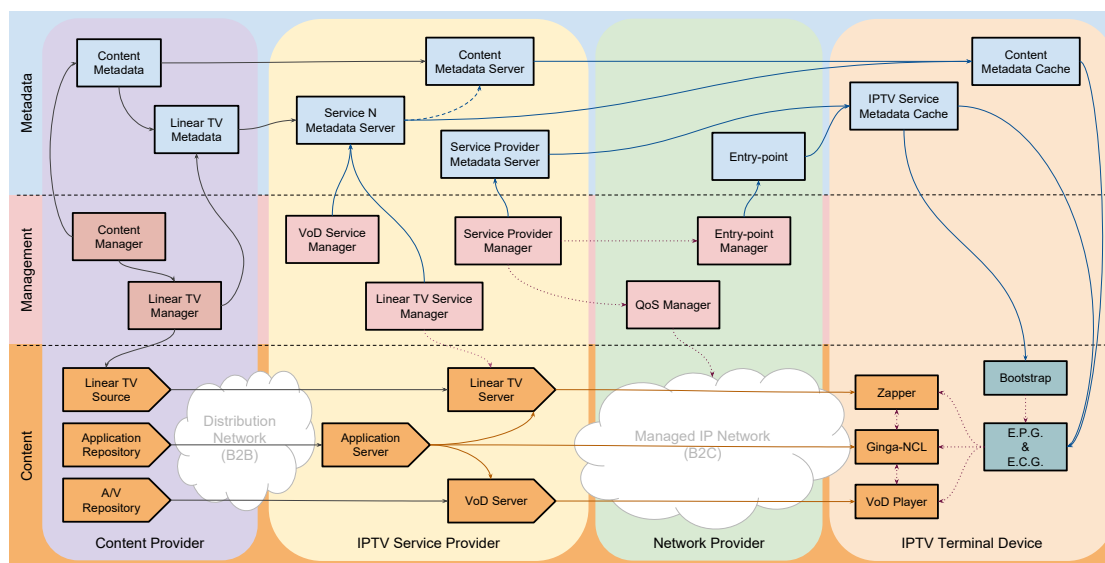 Metadata
Content
Metadata
Linear TV
Metadata
Content
Metadata Server
Service N
Metadata Server
Service Provider
Metadata Server
Entry-point
Content
Metadata Cache
IPTV Service
Metadata Cache
Management
Content
Manager
Linear TV
Manager
VoD Service
Manager
Linear TV Service
Manager
Service Provider
Manager
Entry-point
Manager
QoS Manager
Content
Linear TV
Source
Application
Repository
A/V
Repository
Distribution
Network
(B2B)
Application
Server
Linear TV
Server
VoD Server
Managed IP Network
(B2C)
Zapper
Ginga-NCL
VoD Player
Bootstrap
E.P.G.
&
E.C.G.
Content Provider
IPTV Service Provider
Network Provider
IPTV Terminal Device